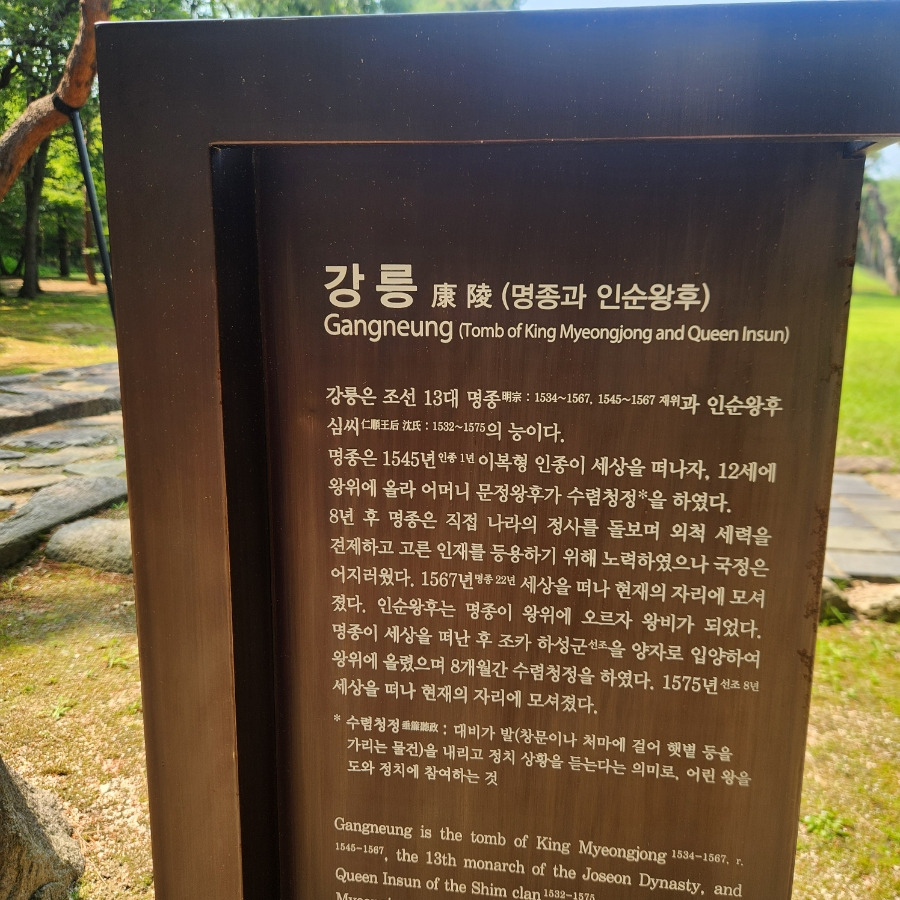 강릉 康陵 (명종과 인순왕후)
Gangneung (Tomb of King Myeongjong and Queen Insun)
강릉은 조선 13대 명종明宗 : 1534~1567, 1545~1567 재위과 인순왕후
심씨仁順王后 沈氏 : 1532~1575의 능이다.
명종은 1545년인종 1년 이복형 인종이 세상을 떠나자, 12세에
왕위에 올라 어머니 문정왕후가 수렴청정*을 하였다.
8년 후 명종은 직접 나라의 정사를 돌보며 외척 세력을
견제하고 고른 인재를 등용하기 위해 노력하였으나 국정은
어지러웠다. 1567년명종 22년 세상을 떠나 현재의 자리에 모셔
졌다. 인순왕후는 명종이 왕위에 오르자 왕비가 되었다.
명종이 세상을 떠난 후 조카 하성군선조을 양자로 입양하여
왕위에 올렸으며 8개월간 수렴청정을 하였다. 1575년선조 8년
세상을 떠나 현재의 자리에 모셔졌다.
* 수렴청정垂簾聽政 : 대비가 발(창문이나 처마에 걸어 햇볕 등을
가리는 물건)을 내리고 정치 상황을 듣는다는 의미로, 어린 왕을
도와 정치에 참여하는 것
Gangneung is the tomb of King Myeongjong 1534-1567, r.
1545-1567, the 13th monarch of the Joseon Dynasty, and
Queen Insun of the Shim clan 1532-1575